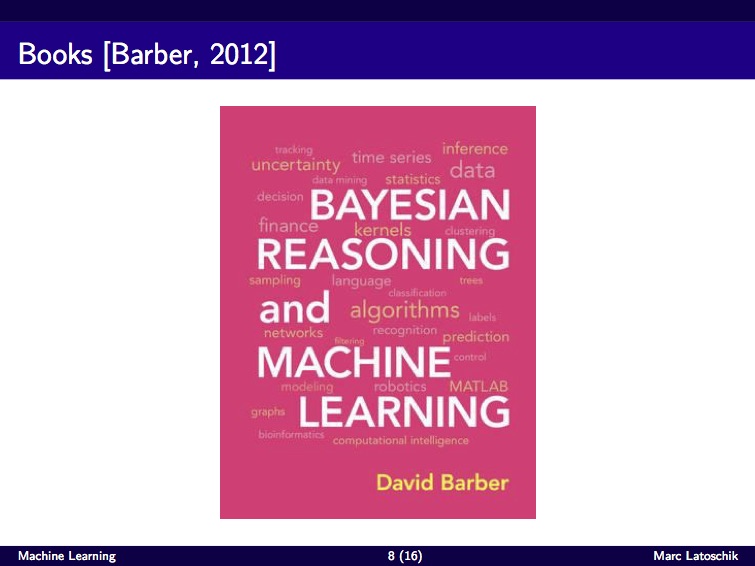 Books [Barber, 2012]
tracking
inference
uncertainty time series data
data mining statistics
decision BAYESIAN
finance kernels clustering
REASONING
sampling language trees
classification
and algorithms labels
networks recognition prediction
filtering
MACHINE control
modeling robotics MATLAB
graphs LEARNING
bioinformatics computational intelligence
David Barber
Machine Learning 8 (16) Marc Latoschik